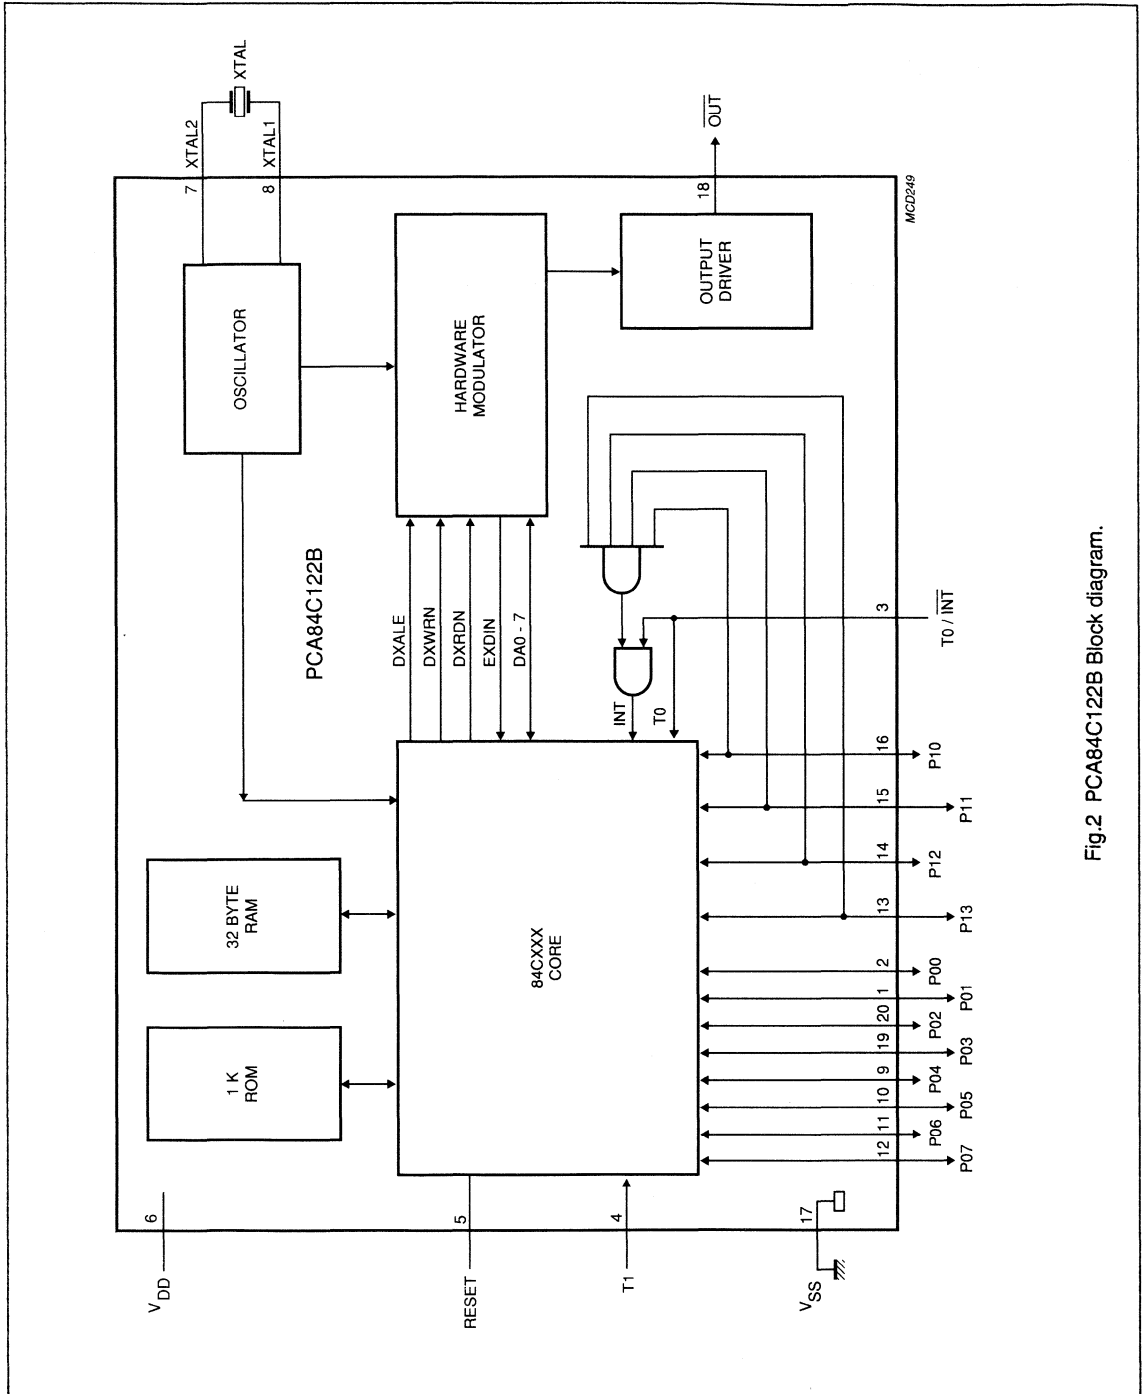 V DD
6
RESET
5
T1
4
V SS
17
1 K
ROM
32 BYTE
RAM
84CXXX
CORE
PCA84C122B
OSCILLATOR
7
XTAL2
8
XTAL1
XTAL
DXALE
DXWRN
DXRDN
EXDIN
DA0 - 7
HARDWARE
MODULATOR
OUTPUT
DRIVER
18
OUT
INT
T0
12
11
10
9
19
20
1
2
13
14
15
16
3
P07
P06
P05
P04
P03
P02
P01
P00
P13
P12
P11
P10
T0 / INT
MCD249
Fig.2 PCA84C122B Block diagram.